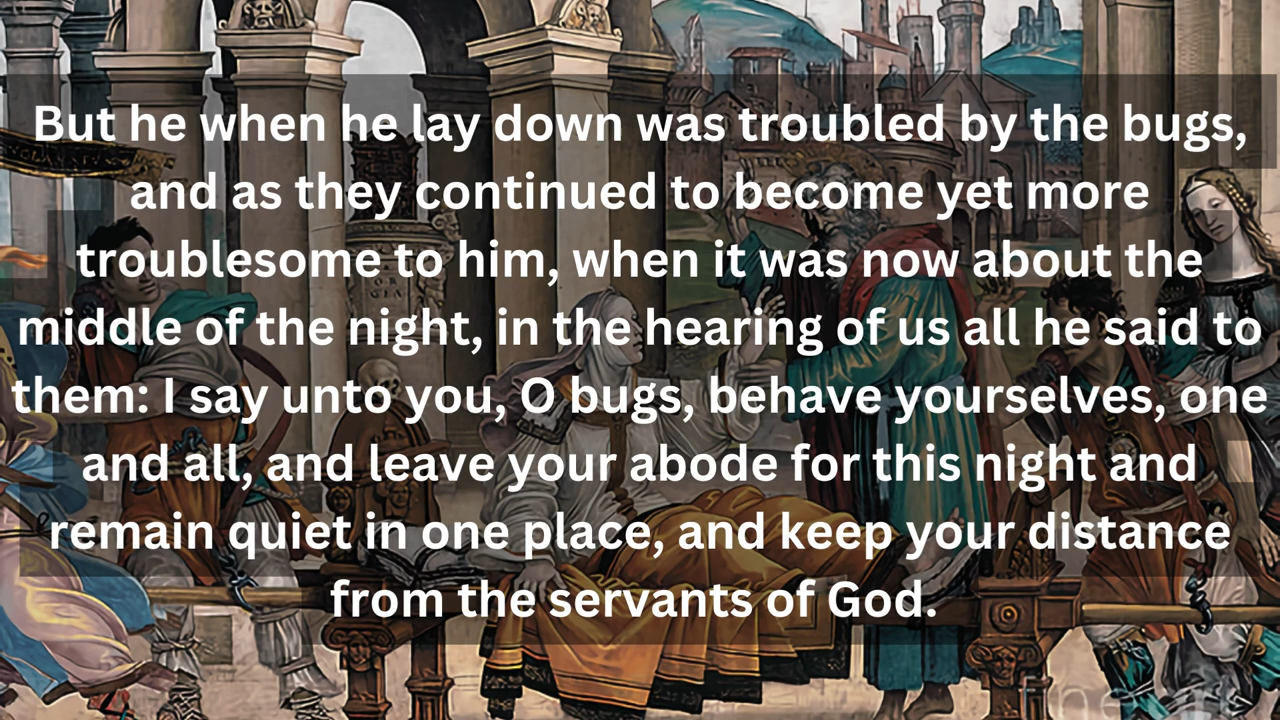 But he when he lay down was troubled by the bugs,
and as they continued to become yet more
troublesome to him, when it was now about the
middle of the night, in the hearing of us all he said to
them: I say unto you, O bugs, behave yourselves, one
and all, and leave your abode for this night and
remain quiet in one place, and keep your distance
from the servants of God.